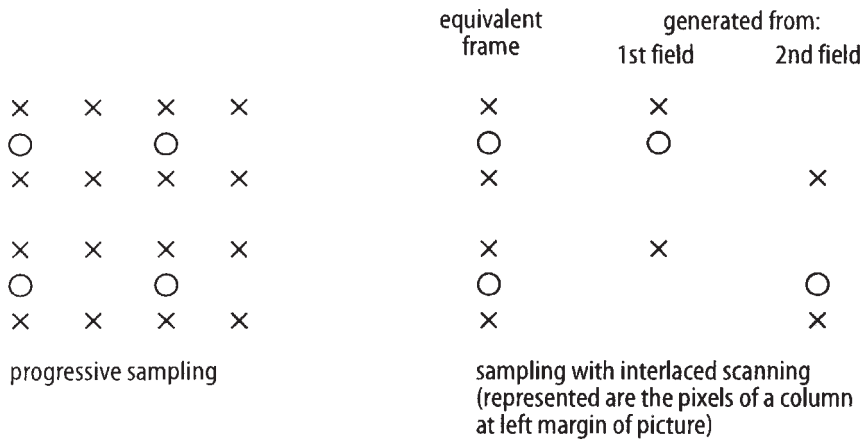 equivalent
frame
generated from:
1st field
2nd field
progressive sampling
sampling with interlaced scanning
(represented are the pixels of a column
at left margin of picture)